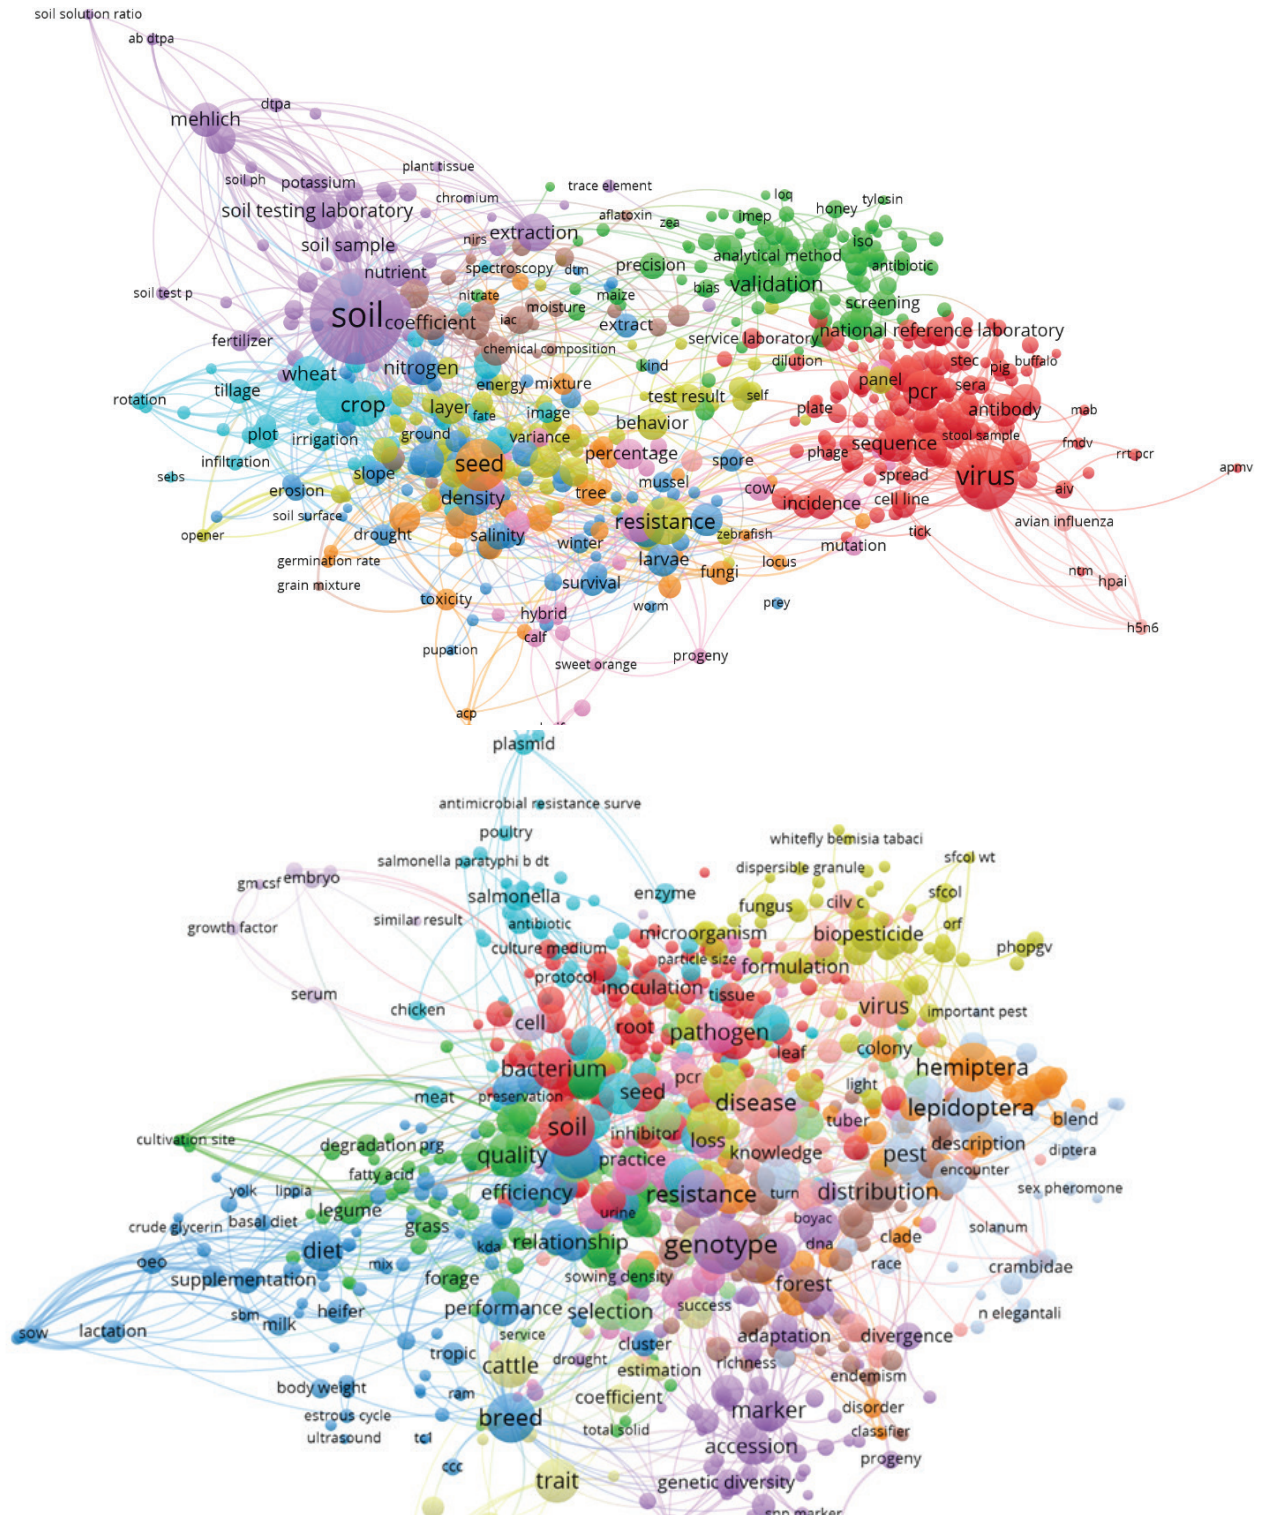 soil solution ratio
ab dtpa
dtpa
mehlich
plant tissue
soil ph
potassium
chromium
trace element
loq
tylosin
soil testing laboratory
aflatoxin
zea
imep
honey
soil sample
nirs
extraction
iso
nutrient
spectroscopy
dtm
precision
analytical method
antibiotic
soil test p
nitrate
maize
bias
validation
soil
coefficient
iac
moisture
extract
screening
fertilizer
chemical composition
service laboratory
national reference laboratory
wheat
nitrogen
kind
dilution
stec
pig
buffalo
tillage
energy
mixture
panel
pcr
sera
rotation
crop
layer
fate
image
test result
self
plate
antibody
mab
plot
irrigation
ground
variance
behavior
sequence
stool sample
fmdv
infiltration
seed
percentage
spore
phage
rrt pcr
sebs
slope
mussel
spread
virus
apmv
erosion
density
tree
cow
incidence
cell line
aiv
soil surface
resistance
avian influenza
opener
drought
salinity
winter
zebrafish
mutation
tick
germination rate
larvae
fungi
locus
grain mixture
survival
ntm
hpai
toxicity
worm
prey
hybrid
calf
h5n6
pupation
sweet orange
progeny
acp
plasmid
antimicrobial resistance surve
poultry
whitefly bemisia tabaci
salmonella paratyphi b dt
dispersible granule
sfcol wt
gm csf
embryo
salmonella
enzyme
fungus
cilv c
sfcol
growth factor
similar result
antibiotic
microorganism
biopesticide
orf
culture medium
particle size
phopgv
protocol
formulation
serum
inoculation
tissue
chicken
cell
root
pathogen
virus
important pest
leaf
colony
bacterium
pcr
hemiptera
meat
preservation
seed
light
disease
lepidoptera
soil
inhibitor
loss
tuber
blend
cultivation site
degradation
prg
quality
practice
knowledge
pest
description
diptera
fatty acid
encounter
yolk
lippia
efficiency
resistance
turn
distribution
sex pheromone
crude glycerin
basal diet
legume
grass
urine
boyac
solanum
oeo
diet
kda
relationship
genotype
dna
clade
supplementation
mix
forage
sowing density
forest
race
crambidae
sbm
milk
heifer
performance
selection
success
n elegantali
sow
lactation
service
cluster
adaptation
divergence
tropic
cattle
drought
estimation
richness
endemism
body weight
ram
coefficient
marker
disorder
estrous cycle
breed
total solid
classifier
ultrasound
tc1
accession
progeny
ccc
trait
genetic diversity
snp marker